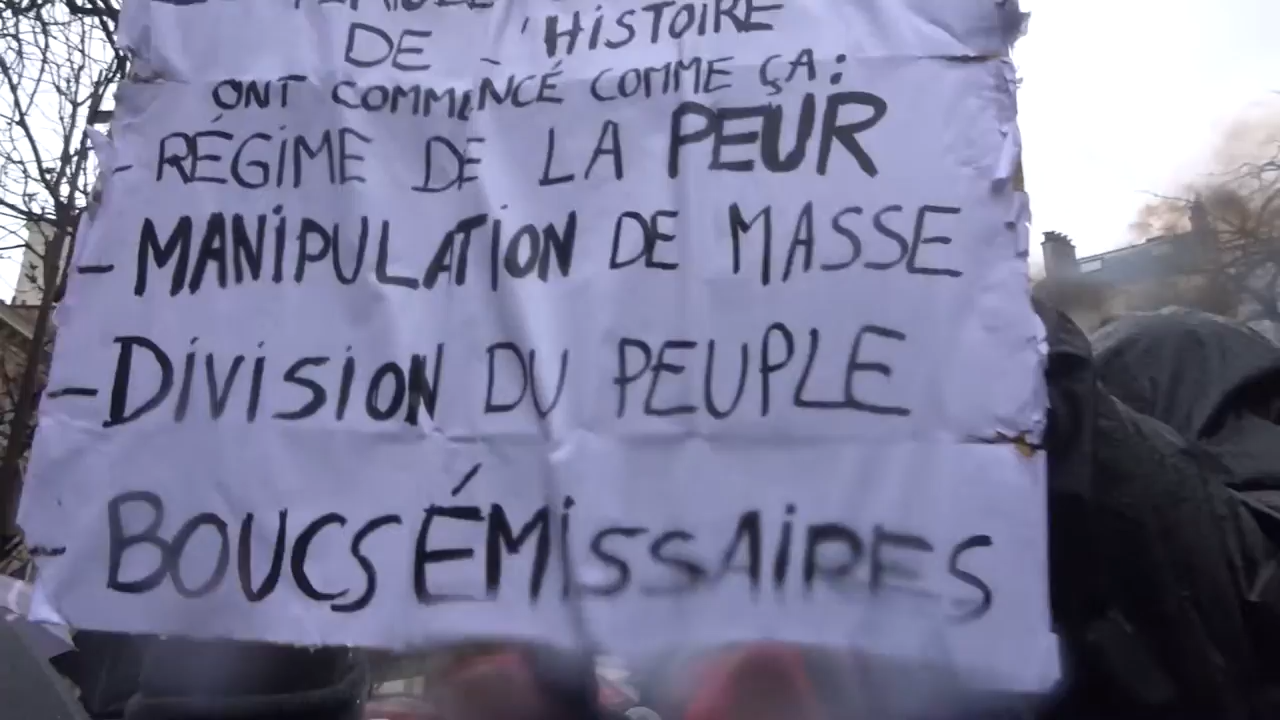 DE L'HISTOIRE
ONT COMMENCÉ COMME ÇA:
- RÉGIME DE LA PEUR
- MANIPULATION DE MASSE
- DIVISION DU PEUPLE
- BOUCS ÉMISSAIRES